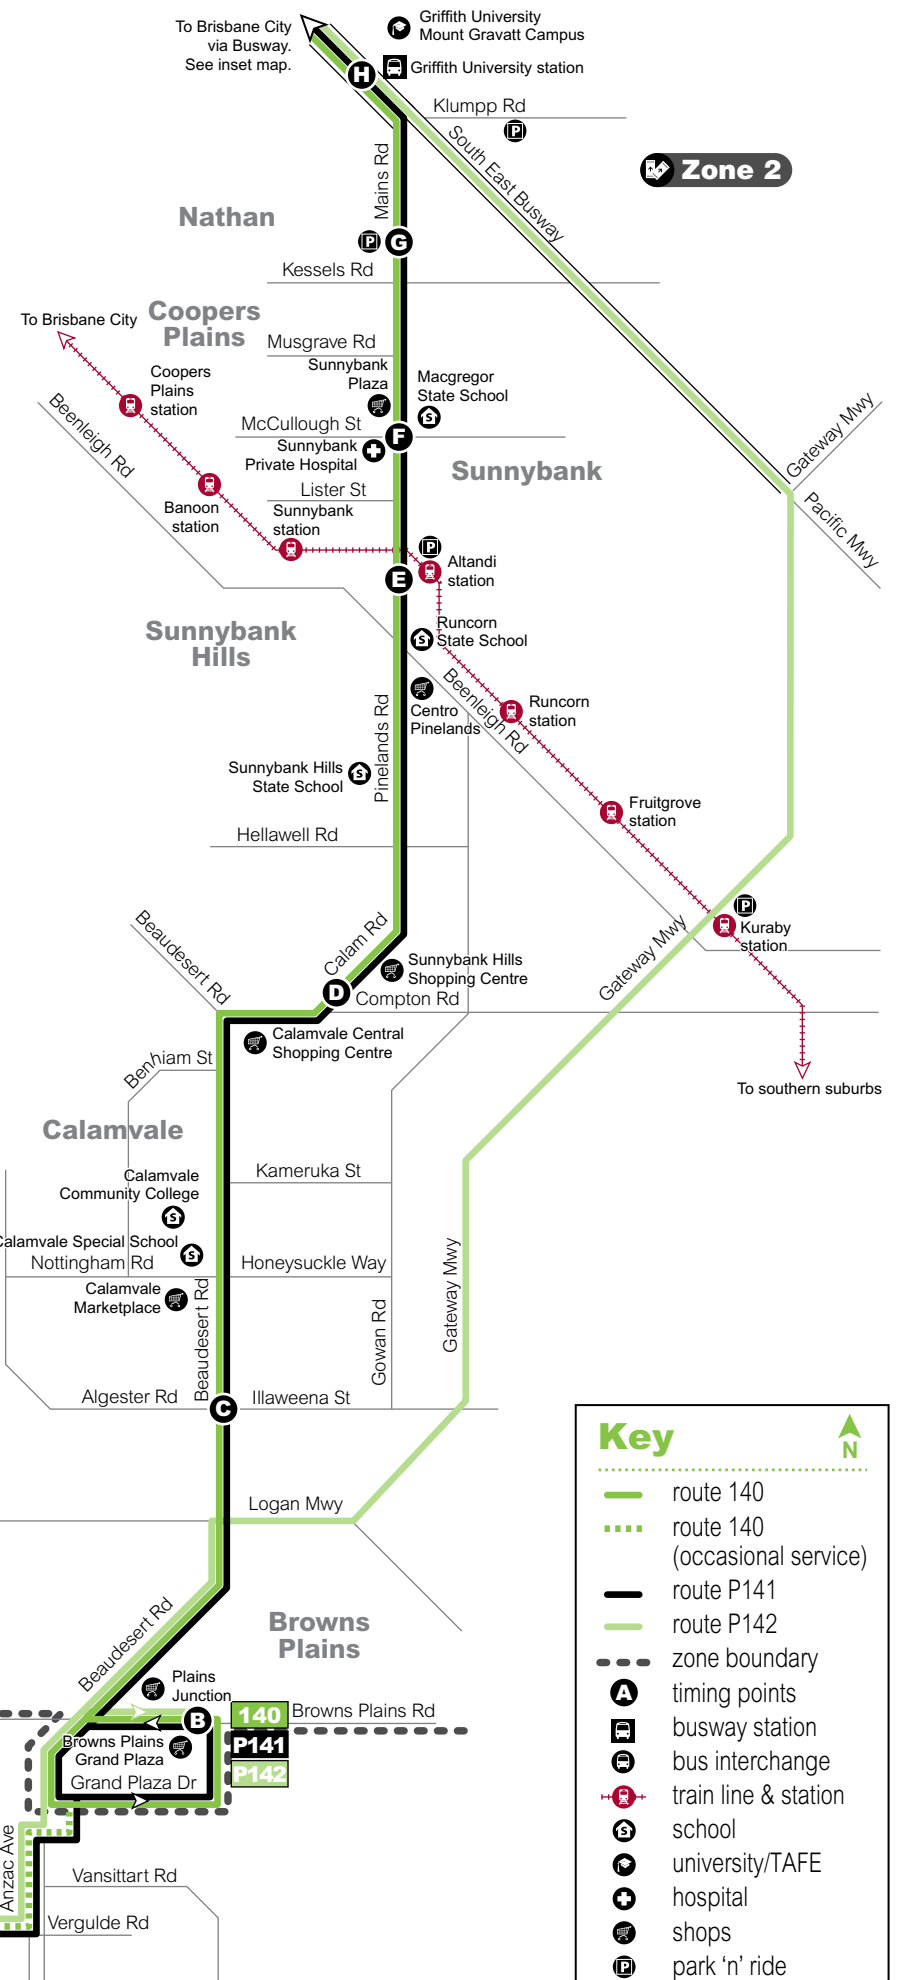 To Brisbane City
via Busway.
See inset map.
Griffith University
Mount Gravatt Campus
H
Griffith University station
Klumpp Rd
P
South East Busway
Zone 2
Mains Rd
Nathan
P
G
Kessels Rd
To Brisbane City
Coopers
Plains
Musgrave Rd
Sunnybank
Plaza
Macgregor
State School
S
Coopers
Plains
station
Beenleigh Rd
McCullough St
F
Sunnybank
Private Hospital
Sunnybank
Gateway Mwy
Pacific Mwy
Lister St
Banoon
station
Sunnybank
station
P
Altandi
station
E
Sunnybank
Hills
Runcorn
State School
S
Beenleigh Rd
Centro
Pinelands
Runcorn
station
Pinelands Rd
Sunnybank Hills
State School
S
Fruitgrove
station
Hellawell Rd
P
Kuraby
station
Gateway Mwy
Beaudesert Rd
Calam Rd
Sunnybank Hills
Shopping Centre
D
Compton Rd
Calamvale Central
Shopping Centre
Benhiam St
To southern suburbs
Calamvale
Kameruka St
Calamvale
Community College
S
Calamvale Special School
S
Nottingham Rd
Honeysuckle Way
Calamvale
Marketplace
Beaudesert Rd
Gowan Rd
Gateway Mwy
Algester Rd
C
Illaweena St
Logan Mwy
Beaudesert Rd
Browns
Plains
Plains
Junction
B
140
Browns Plains Rd
P141
P142
Browns Plains
Grand Plaza
Grand Plaza Dr
Anzac Ave
Vansittart Rd
Vergulde Rd
Key
N
route 140
route 140
(occasional service)
route P141
route P142
zone boundary
A
timing points
busway station
bus interchange
train line & station
S
school
university/TAFE
hospital
shops
P
park ‘n’ ride